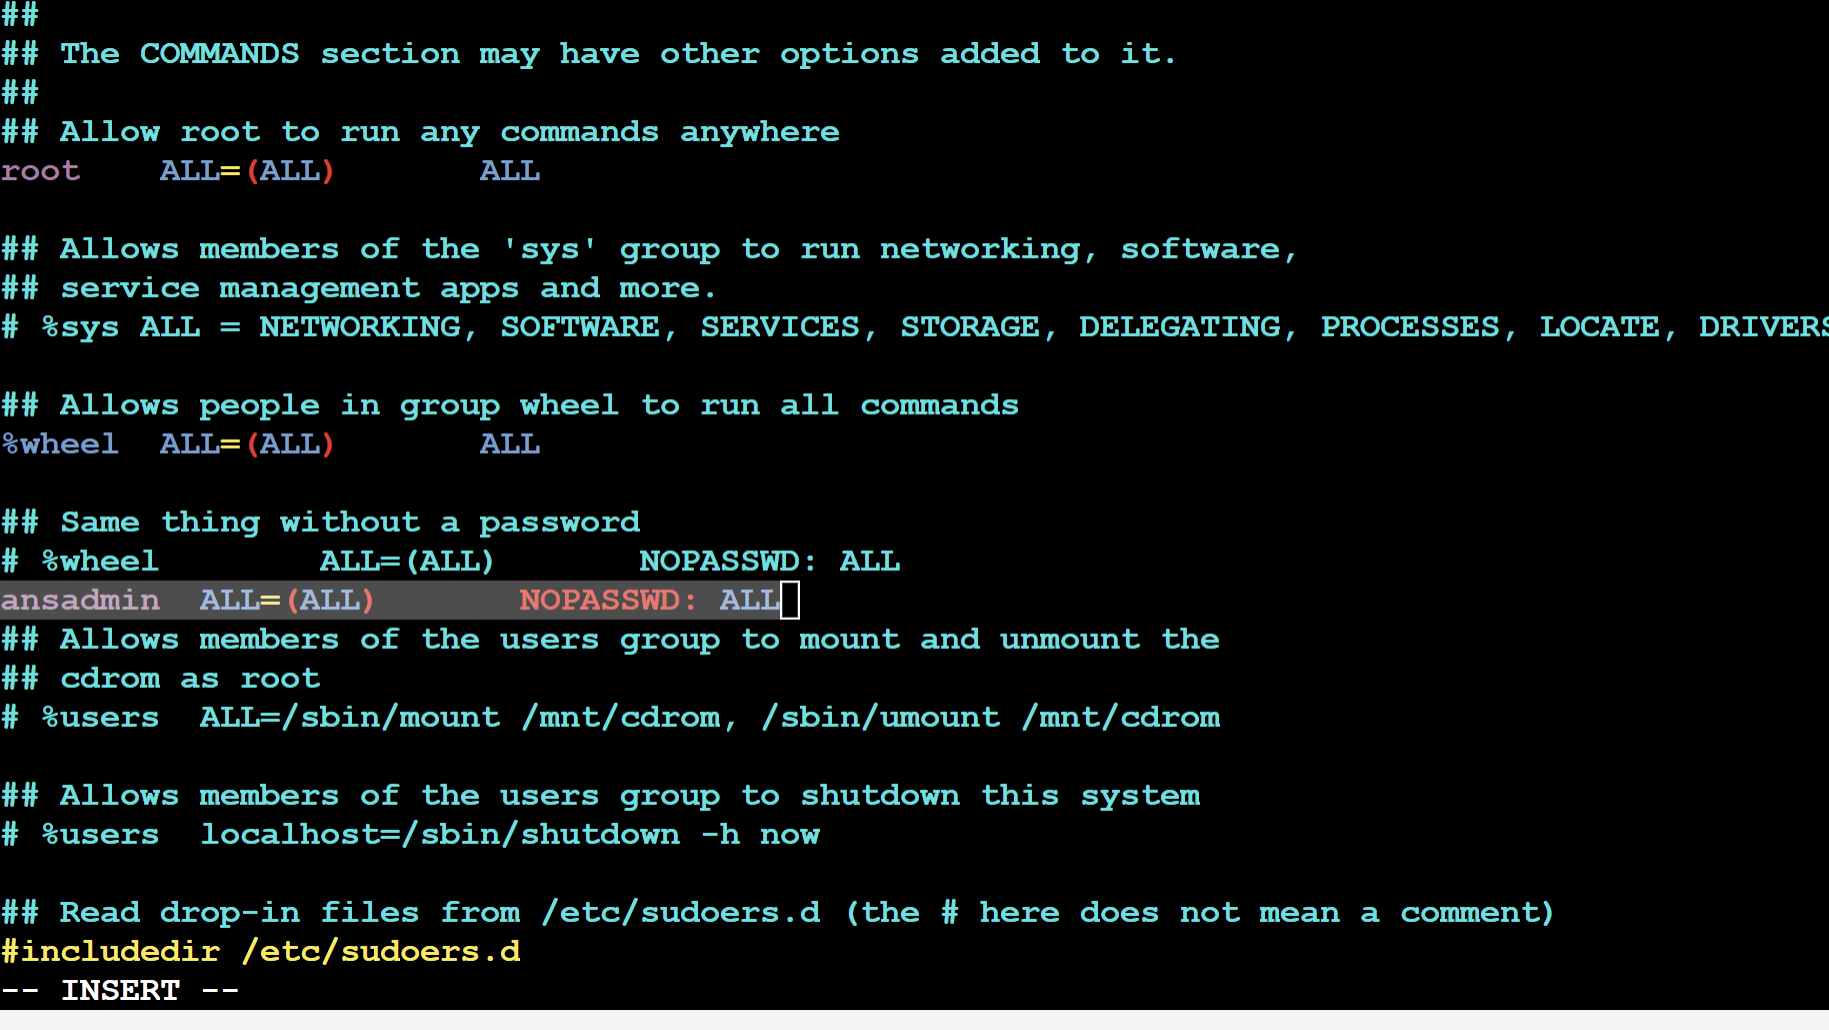 ##
## The COMMANDS section may have other options added to it.
##
## Allow root to run any commands anywhere
root    ALL=(ALL)       ALL
## Allows members of the 'sys' group to run networking, software,
## service management apps and more.
# %sys ALL = NETWORKING, SOFTWARE, SERVICES, STORAGE, DELEGATING, PROCESSES, LOCATE, DRIVERS
## Allows people in group wheel to run all commands
%wheel  ALL=(ALL)       ALL
## Same thing without a password
# %wheel        ALL=(ALL)       NOPASSWD: ALL
ansadmin  ALL=(ALL)       NOPASSWD: ALL
## Allows members of the users group to mount and unmount the
## cdrom as root
# %users  ALL=/sbin/mount /mnt/cdrom, /sbin/umount /mnt/cdrom
## Allows members of the users group to shutdown this system
# %users  localhost=/sbin/shutdown -h now
## Read drop-in files from /etc/sudoers.d (the # here does not mean a comment)
#includedir /etc/sudoers.d
-- INSERT --